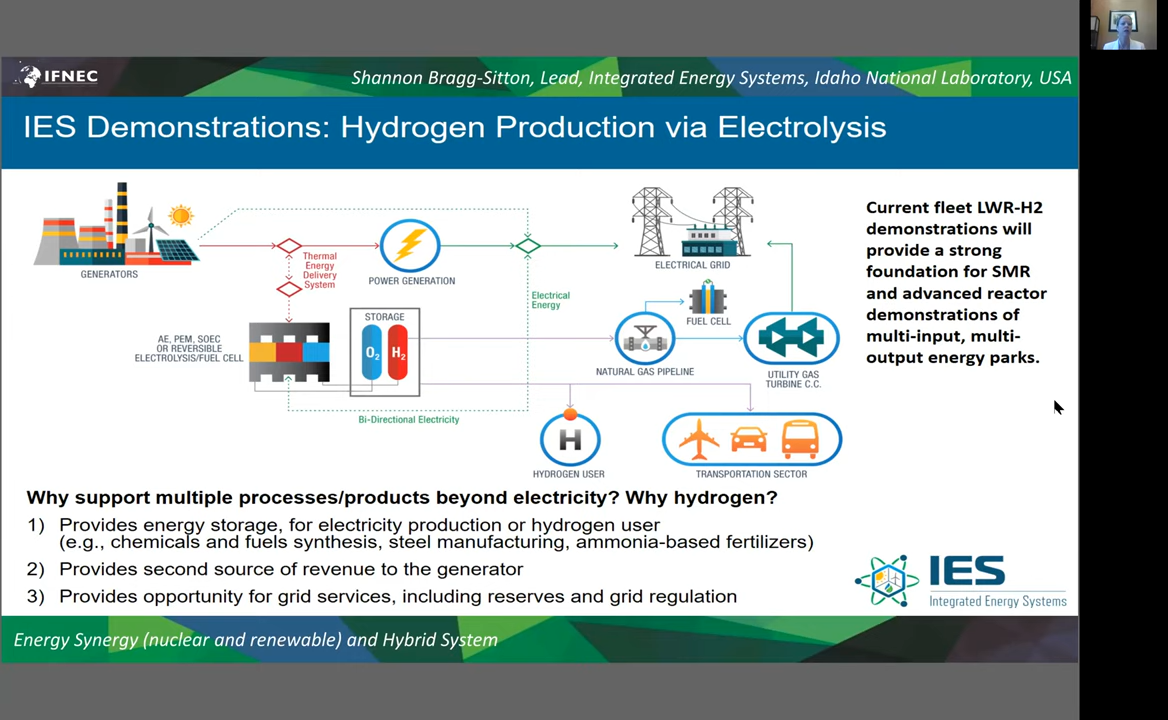 IFNEC
Shannon Bragg-Sitton, Lead, Integrated Energy Systems, Idaho National Laboratory, USA
IES Demonstrations: Hydrogen Production via Electrolysis
GENERATORS
Thermal
Energy
Delivery
System
POWER GENERATION
Electrical
Energy
ELECTRICAL GRID
FUEL CELL
AE, PEM, SOEC
OR REVERSIBLE
ELECTROLYSIS/FUEL CELL
STORAGE
O2
H2
NATURAL GAS PIPELINE
UTILITY GAS
TURBINE C.C.
Bi-Directional Electricity
H
HYDROGEN USER
TRANSPORTATION SECTOR
Current fleet LWR-H2
demonstrations will
provide a strong
foundation for SMR
and advanced reactor
demonstrations of
multi-input, multi-
output energy parks.
Why support multiple processes/products beyond electricity? Why hydrogen?
1) Provides energy storage, for electricity production or hydrogen user
(e.g., chemicals and fuels synthesis, steel manufacturing, ammonia-based fertilizers)
2) Provides second source of revenue to the generator
3) Provides opportunity for grid services, including reserves and grid regulation
IES
Integrated Energy Systems
Energy Synergy (nuclear and renewable) and Hybrid System